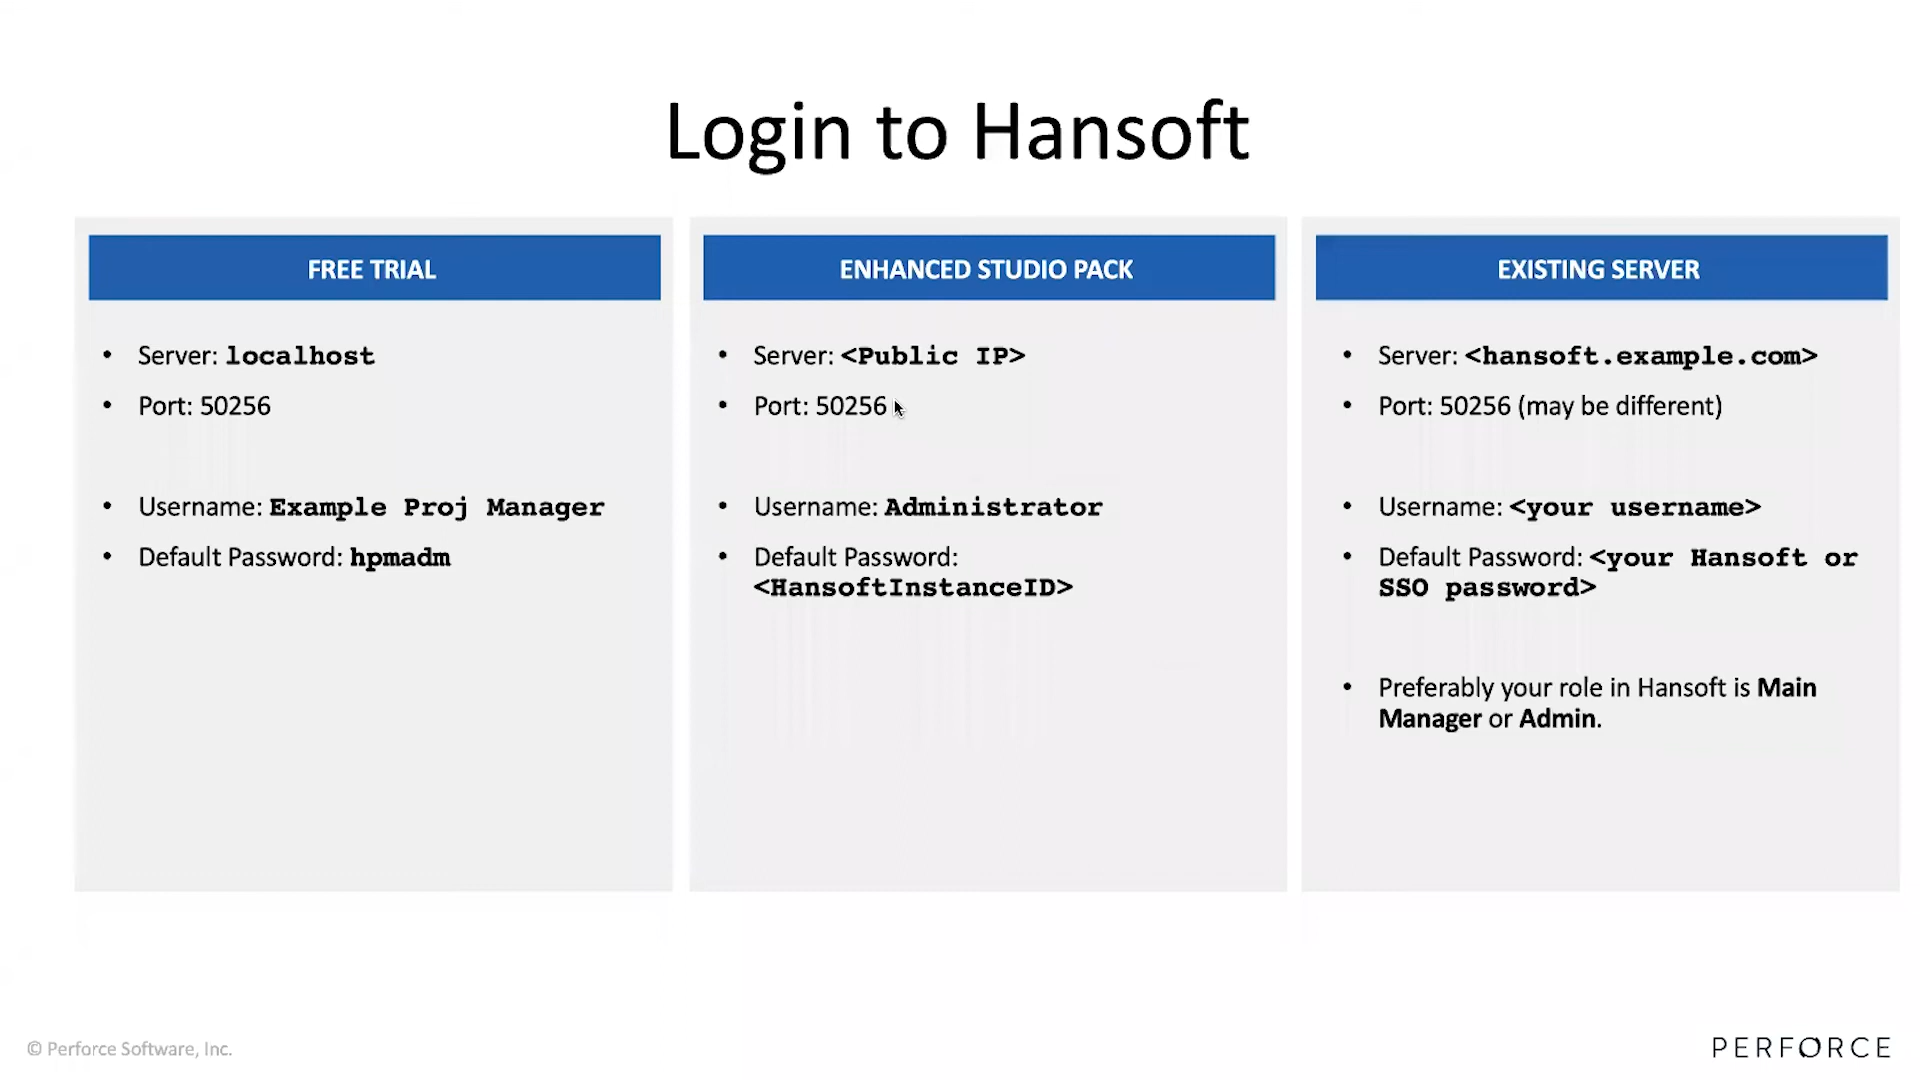 Login to Hansoft
FREE TRIAL
• Server: localhost
• Port: 50256
• Username: Example Proj Manager
• Default Password: hpmadm
ENHANCED STUDIO PACK
• Server: <Public IP>
• Port: 50256
• Username: Administrator
• Default Password:
<HansoftInstanceID>
EXISTING SERVER
• Server: <hansoft.example.com>
• Port: 50256 (may be different)
• Username: <your username>
• Default Password: <your Hansoft or
SSO password>
• Preferably your role in Hansoft is Main
Manager or Admin.
© Perforce Software, Inc.
PERFORCE